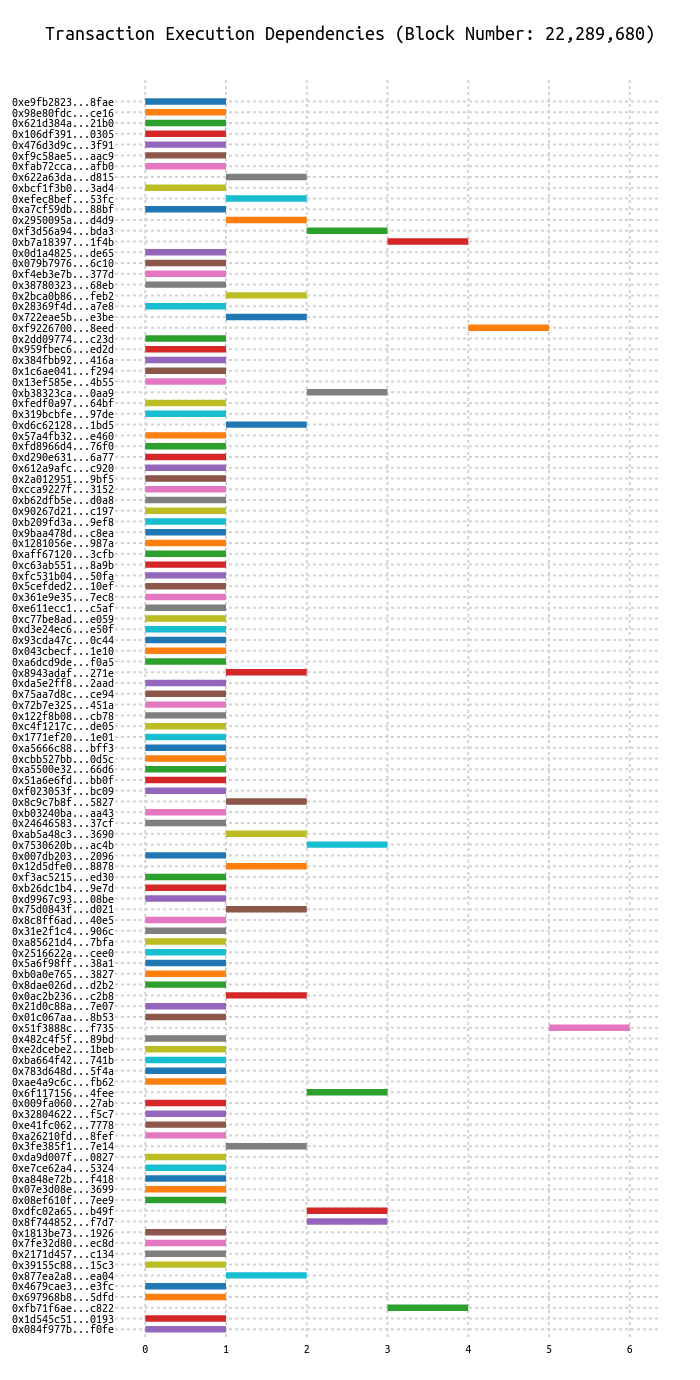 Transaction Execution Dependencies (Block Number: 22,289,680)
0xe9fb2823...8fae
0x98e80fdc...ce16
0x621d384a...21b0
0x106df391...0305
0x476d3d9c...3f91
0xf9c58ae5...aac9
0xfab72cca...afb0
0x622a63da...d815
0xbcf1f3b0...3ad4
0xefec8bef...53fc
0xa7cf59db...88bf
0x2950095a...d4d9
0xf3d56a94...bda3
0xb7a18397...1f4b
0x0d1a4825...de65
0x079b7976...6c10
0xf4eb3e7b...377d
0x38780323...68eb
0x2bca0b86...feb2
0x28369f4d...a7e8
0x722eae5b...e3be
0xf9226700...8eed
0x2dd09774...c23d
0x959fbec6...ed2d
0x384fbb92...416a
0x1c6ae041...f294
0x13ef585e...4b55
0xb38323ca...0aa9
0xfedf0a97...64bf
0x319bcbfe...97de
0xd6c62128...1bd5
0x57a4fb32...e460
0xfd8966d4...76f0
0xd290e631...6a77
0x612a9afc...c920
0x2a012951...9bf5
0xcca9227f...3152
0xb62dfb5e...d0a8
0x90267d21...c197
0xb209fd3a...9ef8
0x9baa478d...c8ea
0x1281056e...987a
0xaff67120...3cfb
0xc63ab551...8a9b
0xfc531b04...50fa
0x5cefded2...10ef
0x361e9e35...7ec8
0xe611ecc1...c5af
0xc77be8ad...e059
0xd3e24ec6...e50f
0x93cda47c...0c44
0x043cbecf...1e10
0xa6dcd9de...f0a5
0x8943adaf...271e
0xda5e2ff8...2aad
0x75aa7d8c...ce94
0x72b7e325...451a
0x122f8b08...cb78
0xc4f1217c...de05
0x1771ef20...1e01
0xa5666c88...bff3
0xcbb527bb...0d5c
0xa5500e32...66d6
0x51a6e6fd...bb0f
0xf023053f...bc09
0x8c9c7b8f...5827
0xb03240ba...aa43
0x24646583...37cf
0xab5a48c3...3690
0x7530620b...ac4b
0x007db203...2096
0x12d5dfe0...8878
0xf3ac5215...ed30
0xb26dc1b4...9e7d
0xd9967c93...08be
0x75d0843f...d021
0x8c8ff6ad...40e5
0x31e2f1c4...906c
0xa85621d4...7bfa
0x2516622a...cee0
0x5a6f98ff...38a1
0xb0a0e765...3827
0x8dae026d...d2b2
0x0ac2b236...c2b8
0x21d0c88a...7e07
0x01c067aa...8b53
0x51f3888c...f735
0x482c4f5f...89bd
0xe2dcebe2...1beb
0xba664f42...741b
0x783d648d...5f4a
0xae4a9c6c...fb62
0x6f117156...4fee
0x009fa060...27ab
0x32804622...f5c7
0xe41fc062...7778
0xa26210fd...8fef
0x3fe385f1...7e14
0xda9d007f...0827
0xe7ce62a4...5324
0xa848e72b...f418
0x07e3d08e...3699
0x08ef610f...7ee9
0xdfc02a65...b49f
0x8f744852...f7d7
0x1813be73...1926
0x7fe32d80...ec8d
0x2171d457...c134
0x39155c88...15c3
0x877ea2a8...ea04
0x4679cae3...e3fc
0x697968b8...5dfd
0xfb71f6ae...c822
0x1d545c51...0193
0x084f977b...f0fe
0 1 2 3 4 5 6